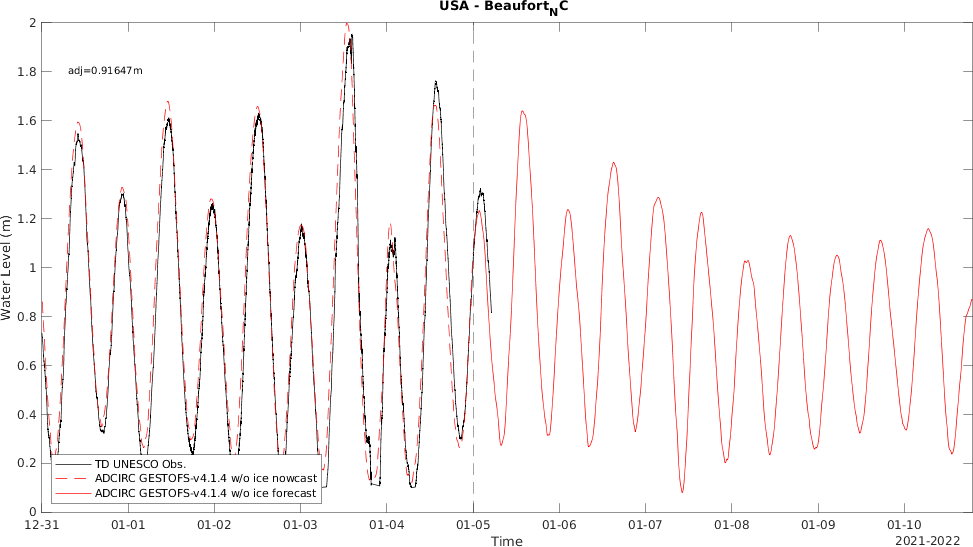 USA - Beaufort_NC
adj=0.91647m
2
1.8
1.6
1.4
1.2
1
0.8
0.6
0.4
0.2
0
Water Level (m)
TD UNESCO Obs.
ADCIRC GESTOFS-v4.1.4 w/o ice nowcast
ADCIRC GESTOFS-v4.1.4 w/o ice forecast
12-31 01-01 01-02 01-03 01-04 01-05 01-06 01-07 01-08 01-09 01-10
Time
2021-2022